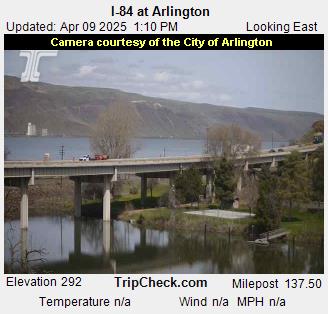 I-84 at Arlington
Updated: Apr 09 2025 1:10 PM Looking East
Camera courtesy of the City of Arlington
Elevation 292 TripCheck.com Milepost 137.50
Temperature n/a Wind n/a MPH n/a